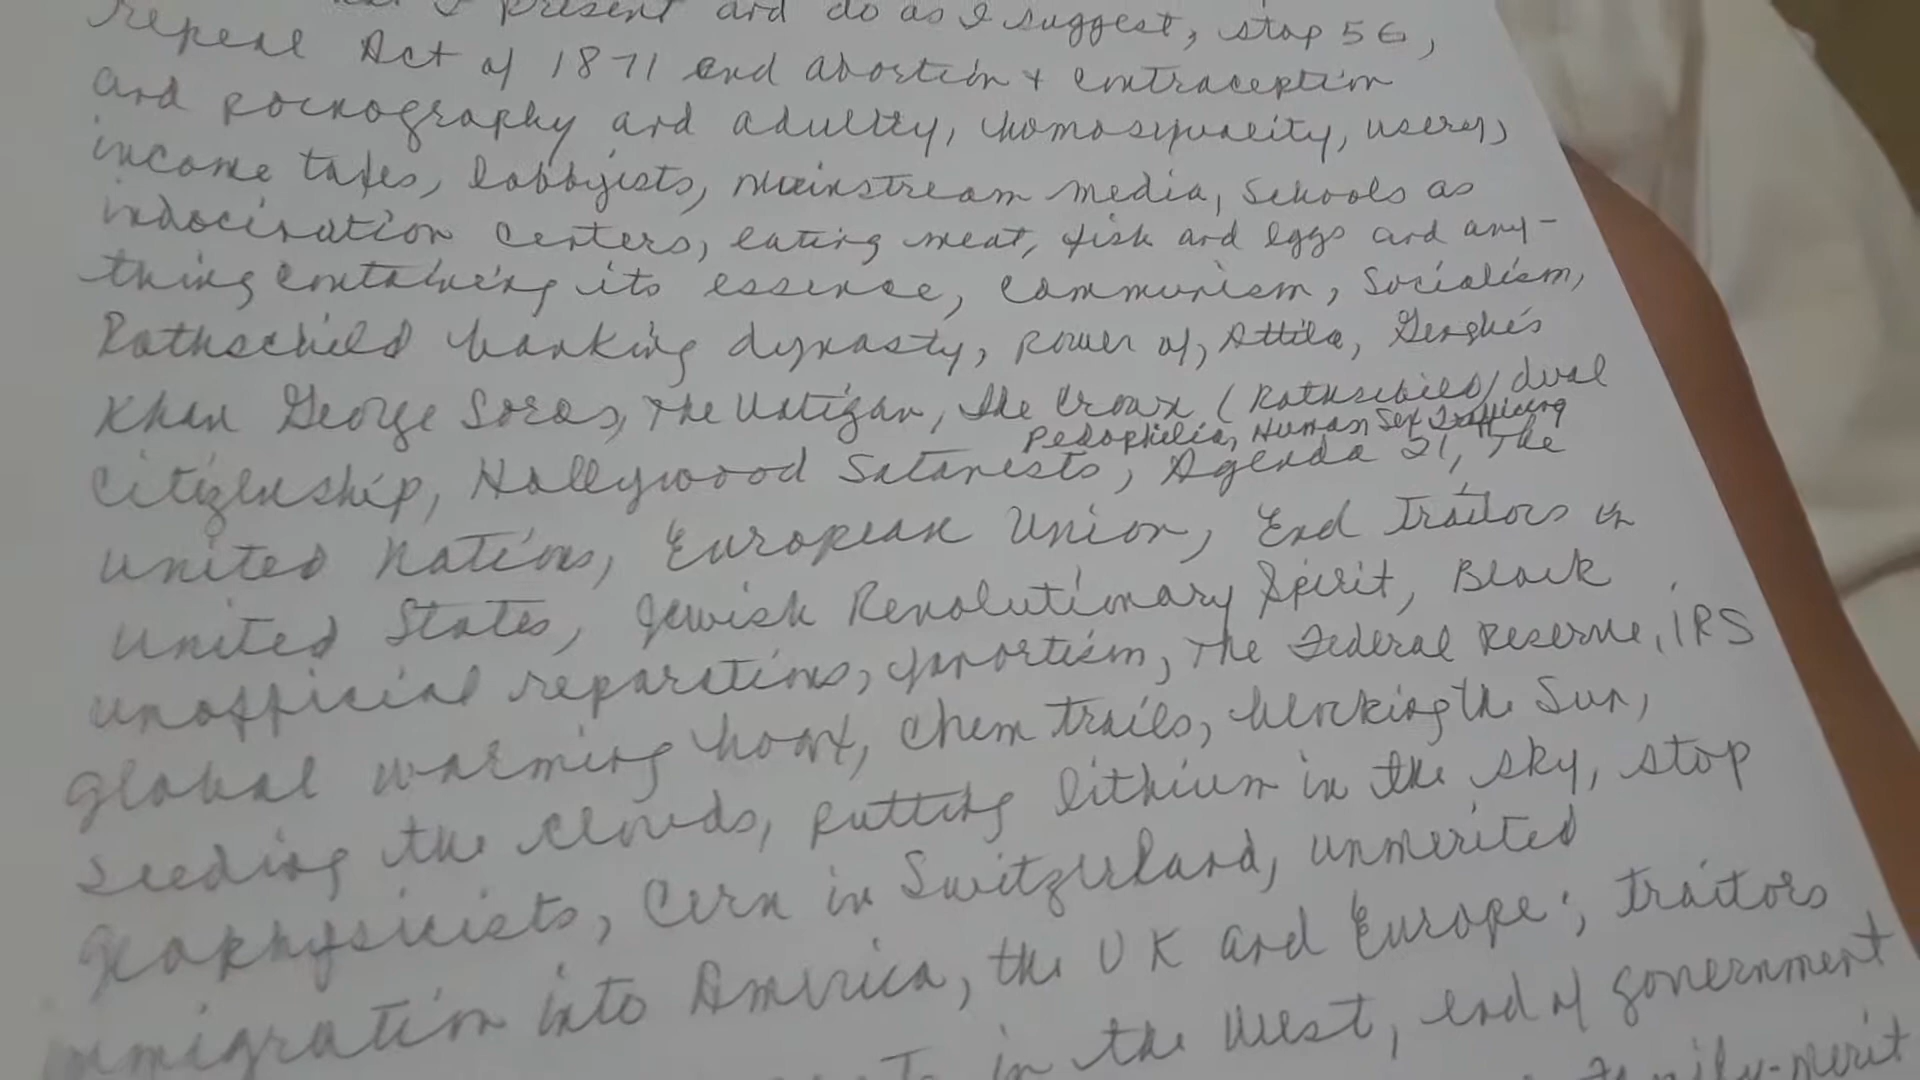 I present and do as I suggest, stop 5G,
repeal Act of 1871 end abortion + contraception
and pornography and adultry, homosexuality, usery,
income taxes, lobbyists, mainstream media, schools as
indocination centers, eating meat, fish and eggs and any-
thing containing its essence, communism, Socialism,
Rothschild banking dynasty, power of, Attila, Genghis
Khan George Soros, The Vatigan, the Crown (Rothschild) dual
Pedophilia, Human Sex Trafficing
citizenship, Hollywood Satanists, Agenda 21, The
United Nations, European Union, End Traitors in
United States, Jewish Revolutionary Spirit, Black
unofficial reparations, The Federal Reserve, IRS
global warming hoax, chem trails, blocking the Sun,
seeding the clouds, putting lithium in the sky, stop
geophysicists, Cern in Switzerland, unmerited
immigration into America, the UK and Europe; traitors
in the West, end of government
family-merit